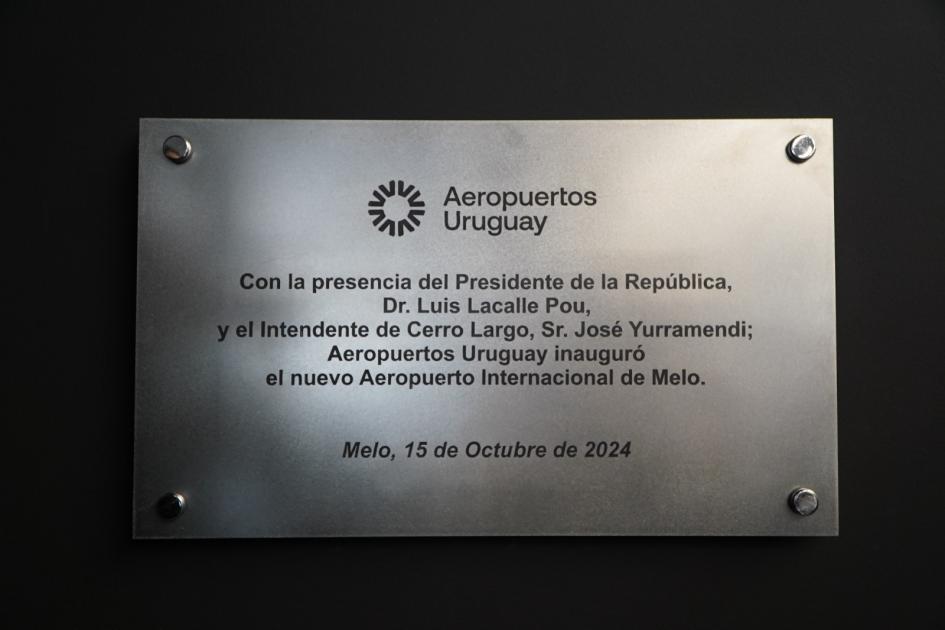 Aeropuertos
Uruguay
Con la presencia del Presidente de la República,
Dr. Luis Lacalle Pou,
y el Intendente de Cerro Largo, Sr. José Yurramendi;
Aeropuertos Uruguay inauguró
el nuevo Aeropuerto Internacional de Melo.
Melo, 15 de Octubre de 2024